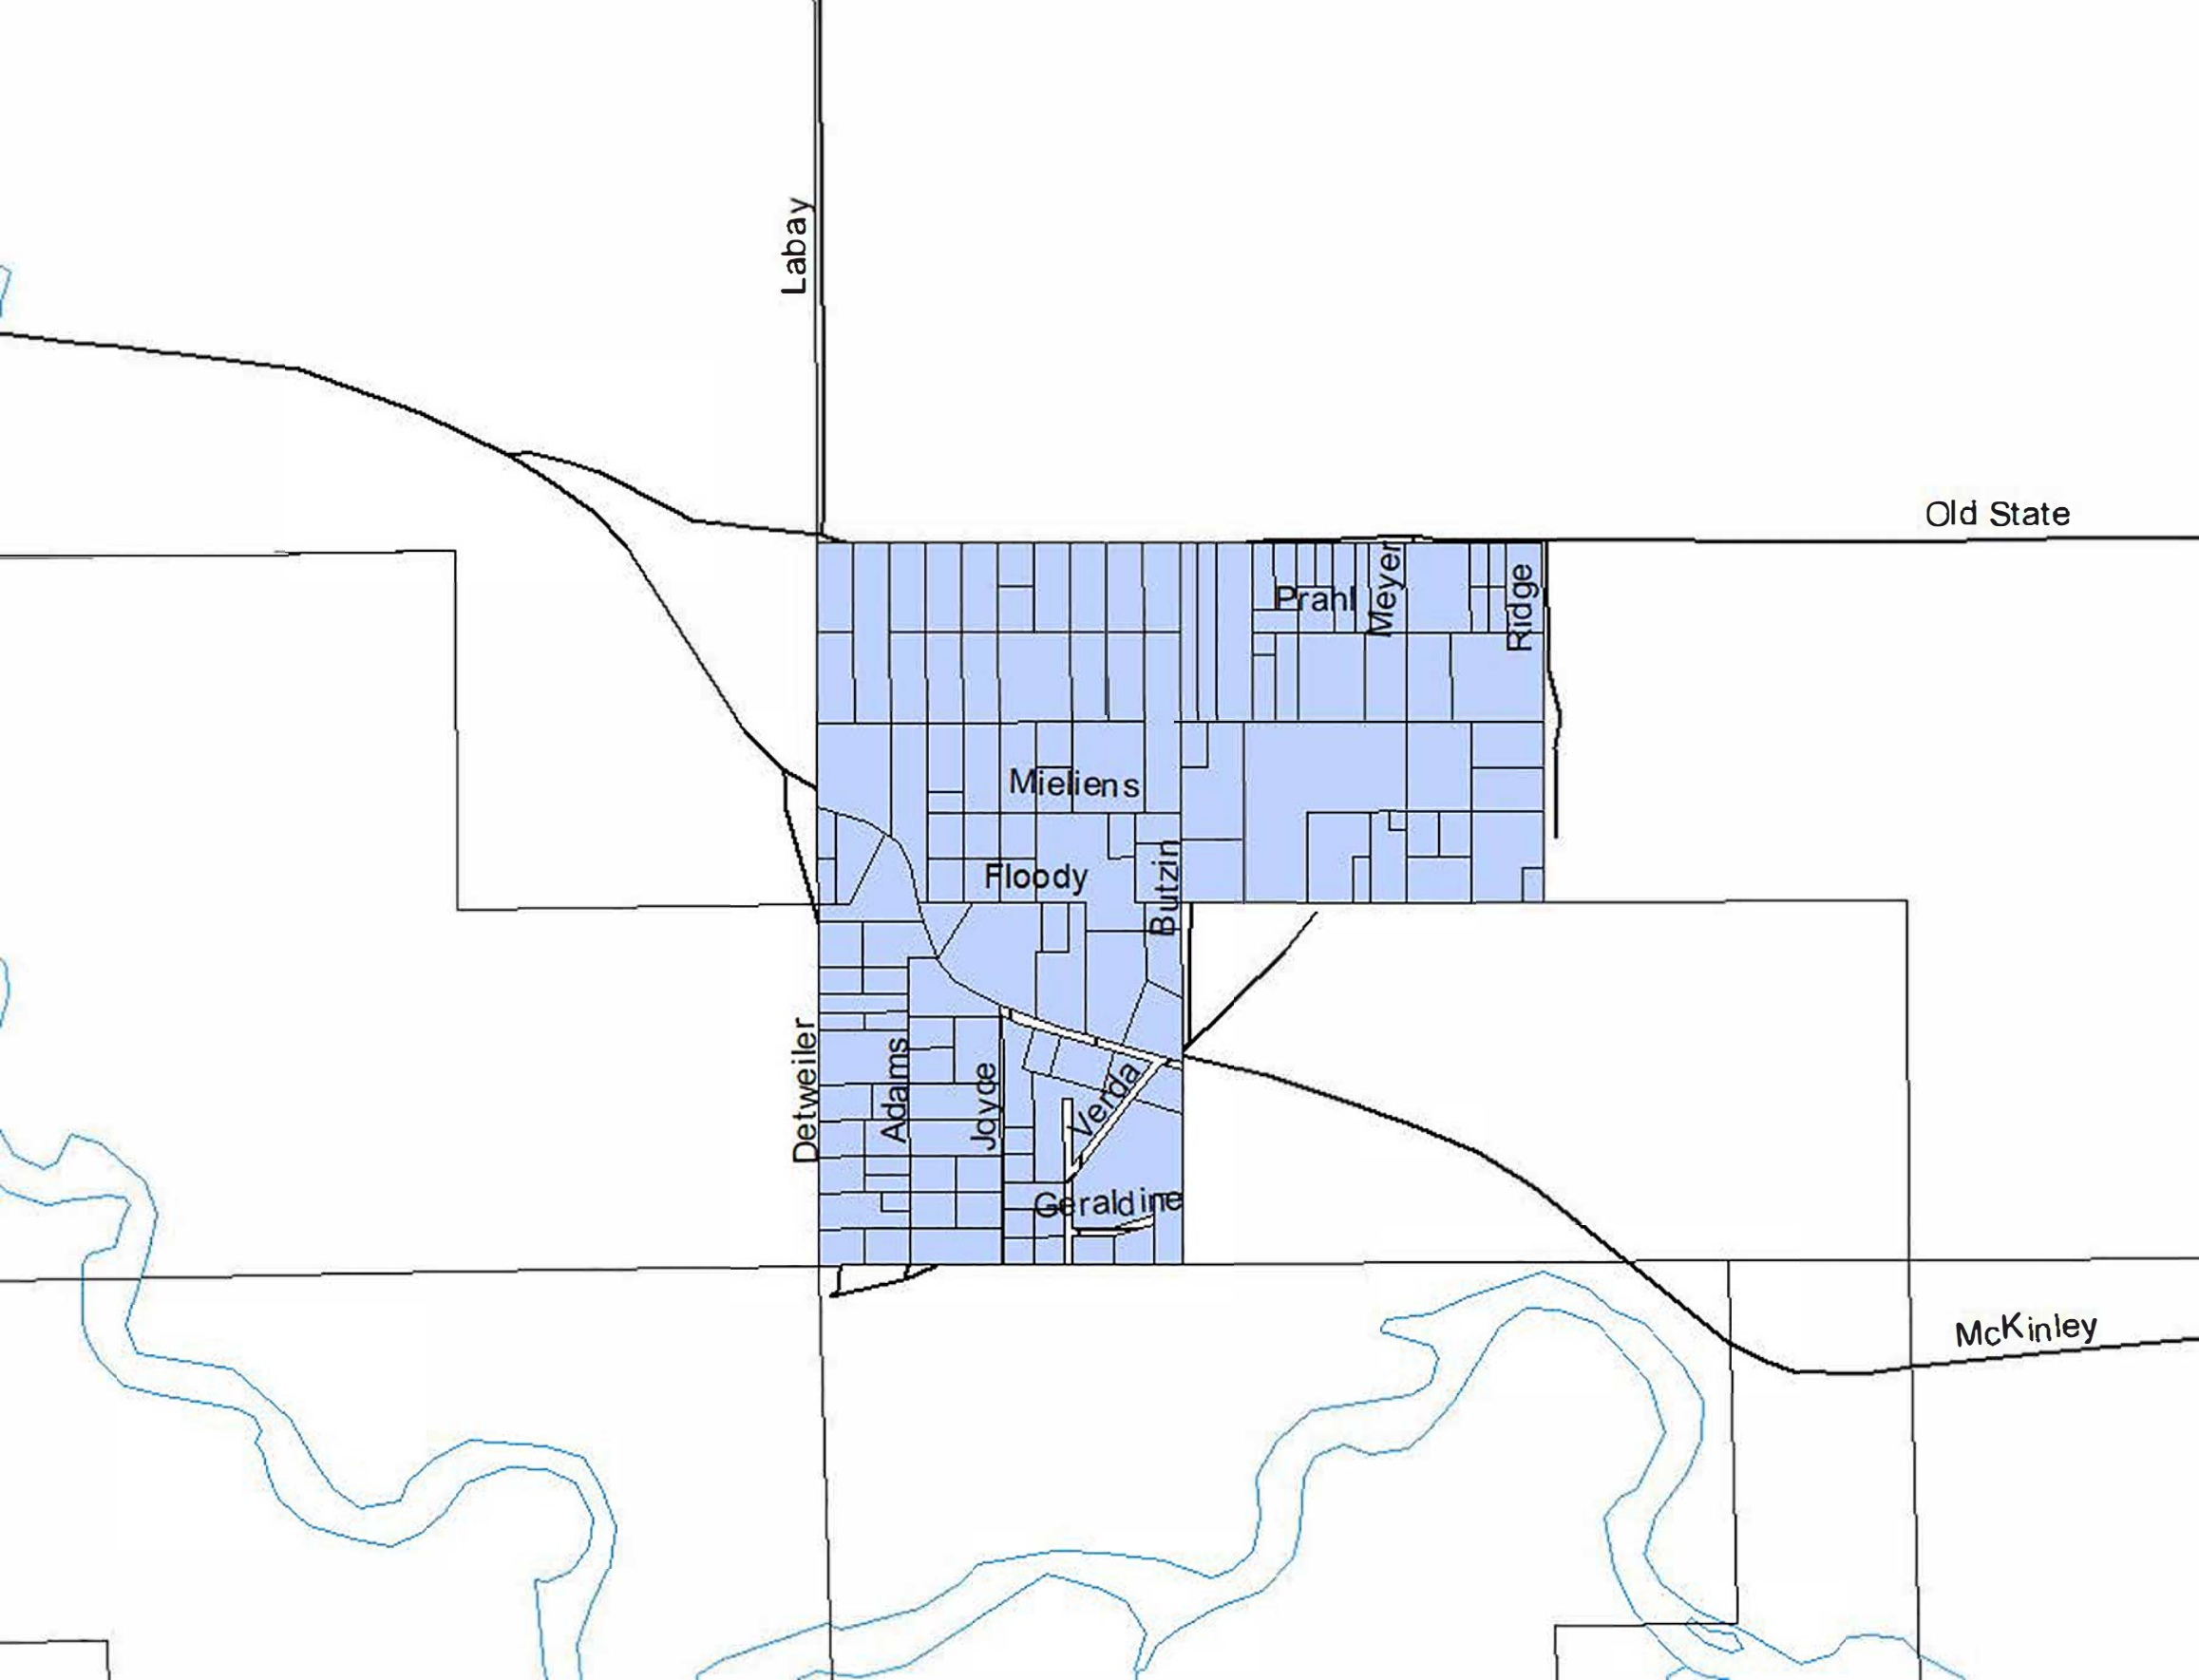 Labay
Old State
Prahl
Meyer
Ridge
Mieliens
Floody
Butzin
Detweiler
Adams
Joyce
Verda
Geraldine
McKinley